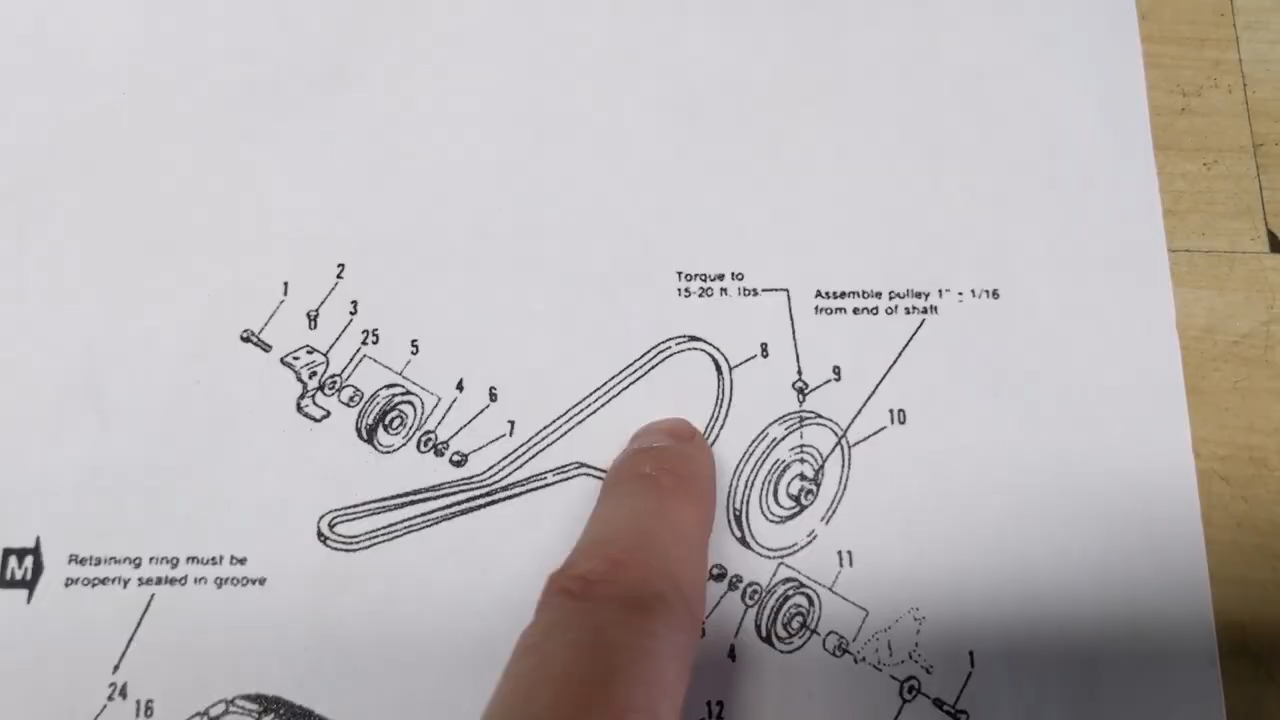 Torque to
15-20 ft. lbs.
Assemble pulley 1" - 1/16
from end of shaft
1
2
3
25
5
4
6
7
8
9
10
M
Retaining ring must be
properly sealed in groove
11
4
1
24
16
12